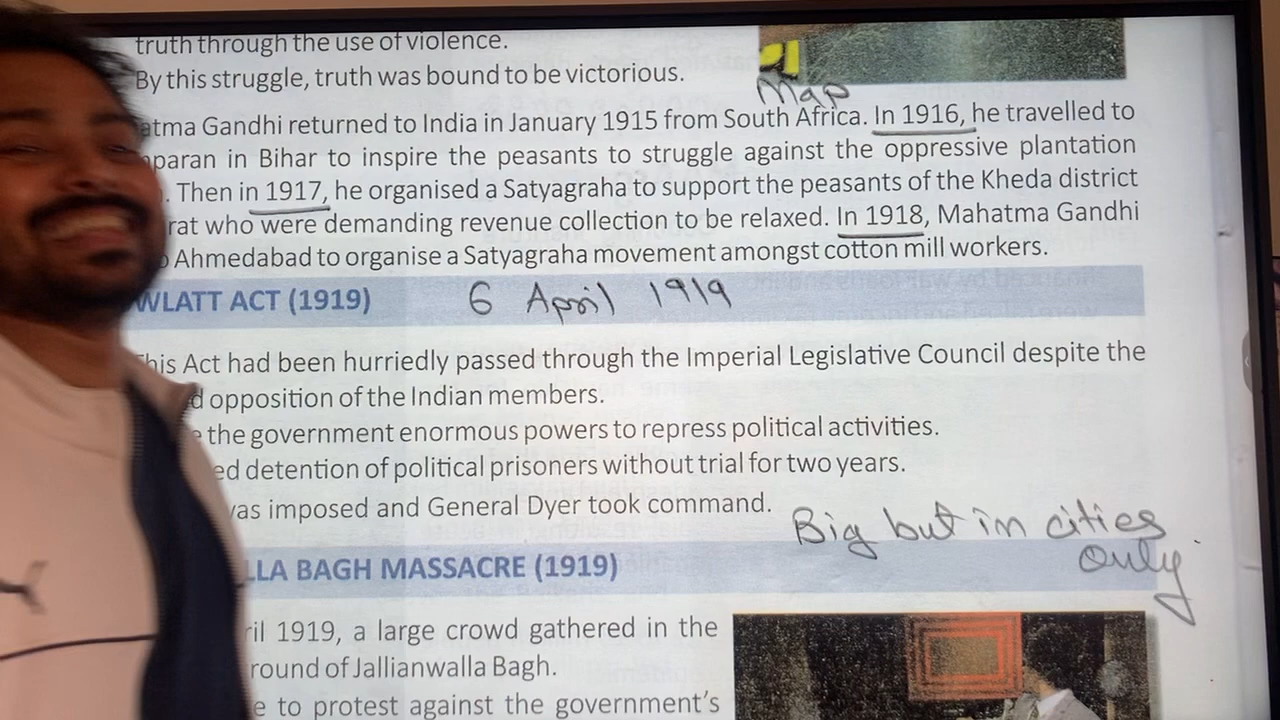 truth through the use of violence.
By this struggle, truth was bound to be victorious.
Map
atma Gandhi returned to India in January 1915 from South Africa. In 1916, he travelled to
paran in Bihar to inspire the peasants to struggle against the oppressive plantation
. Then in 1917, he organised a Satyagraha to support the peasants of the Kheda district
rat who were demanding revenue collection to be relaxed. In 1918, Mahatma Gandhi
Ahmedabad to organise a Satyagraha movement amongst cotton mill workers.
WLATT ACT (1919) 6 April 1919
his Act had been hurriedly passed through the Imperial Legislative Council despite the
d opposition of the Indian members.
the government enormous powers to repress political activities.
ed detention of political prisoners without trial for two years.
as imposed and General Dyer took command.
Big but in cities
only
LLA BAGH MASSACRE (1919)
ril 1919, a large crowd gathered in the
round of Jallianwalla Bagh.
e to protest against the government's